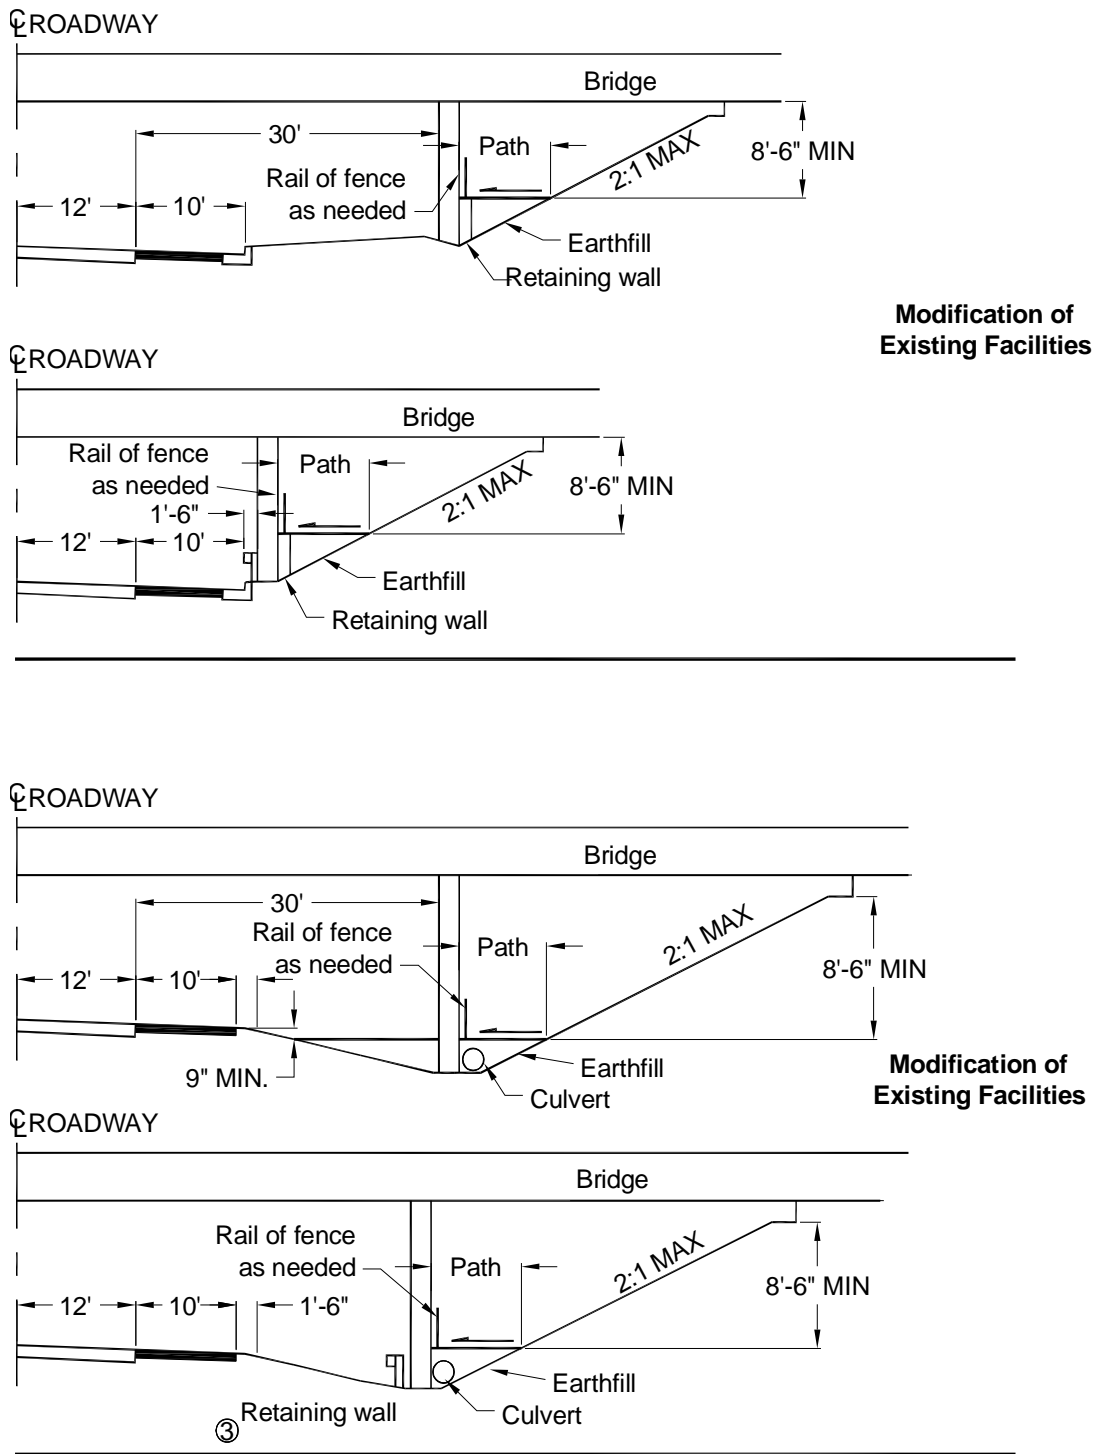 ℄ ROADWAY
Bridge
30'
Path
2:1 MAX
8'-6" MIN
Rail of fence
as needed
12'
10'
Earthfill
Retaining wall
Modification of
Existing Facilities
℄ ROADWAY
Bridge
Rail of fence
as needed
Path
2:1 MAX
8'-6" MIN
1'-6"
12'
10'
Earthfill
Retaining wall
℄ ROADWAY
Bridge
30'
Rail of fence
as needed
Path
2:1 MAX
8'-6" MIN
12'
10'
9" MIN.
Earthfill
Culvert
Modification of
Existing Facilities
℄ ROADWAY
Bridge
Rail of fence
as needed
Path
2:1 MAX
8'-6" MIN
12'
10'
1'-6"
Earthfill
Culvert
Retaining wall
③